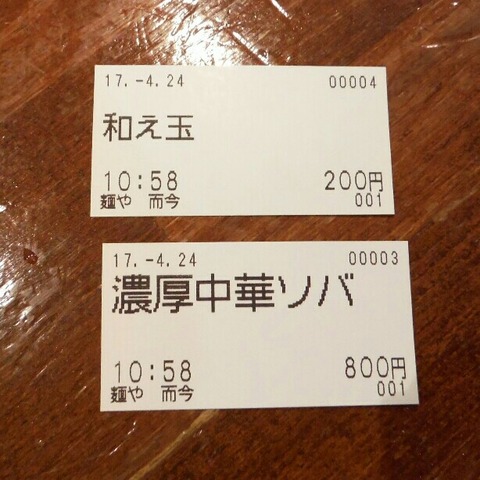 17.-4.24 00004
和え玉
10:58 200円
麺や 而今 001
17.-4.24 00003
濃厚中華ソバ
10:58 800円
麺や 而今 001